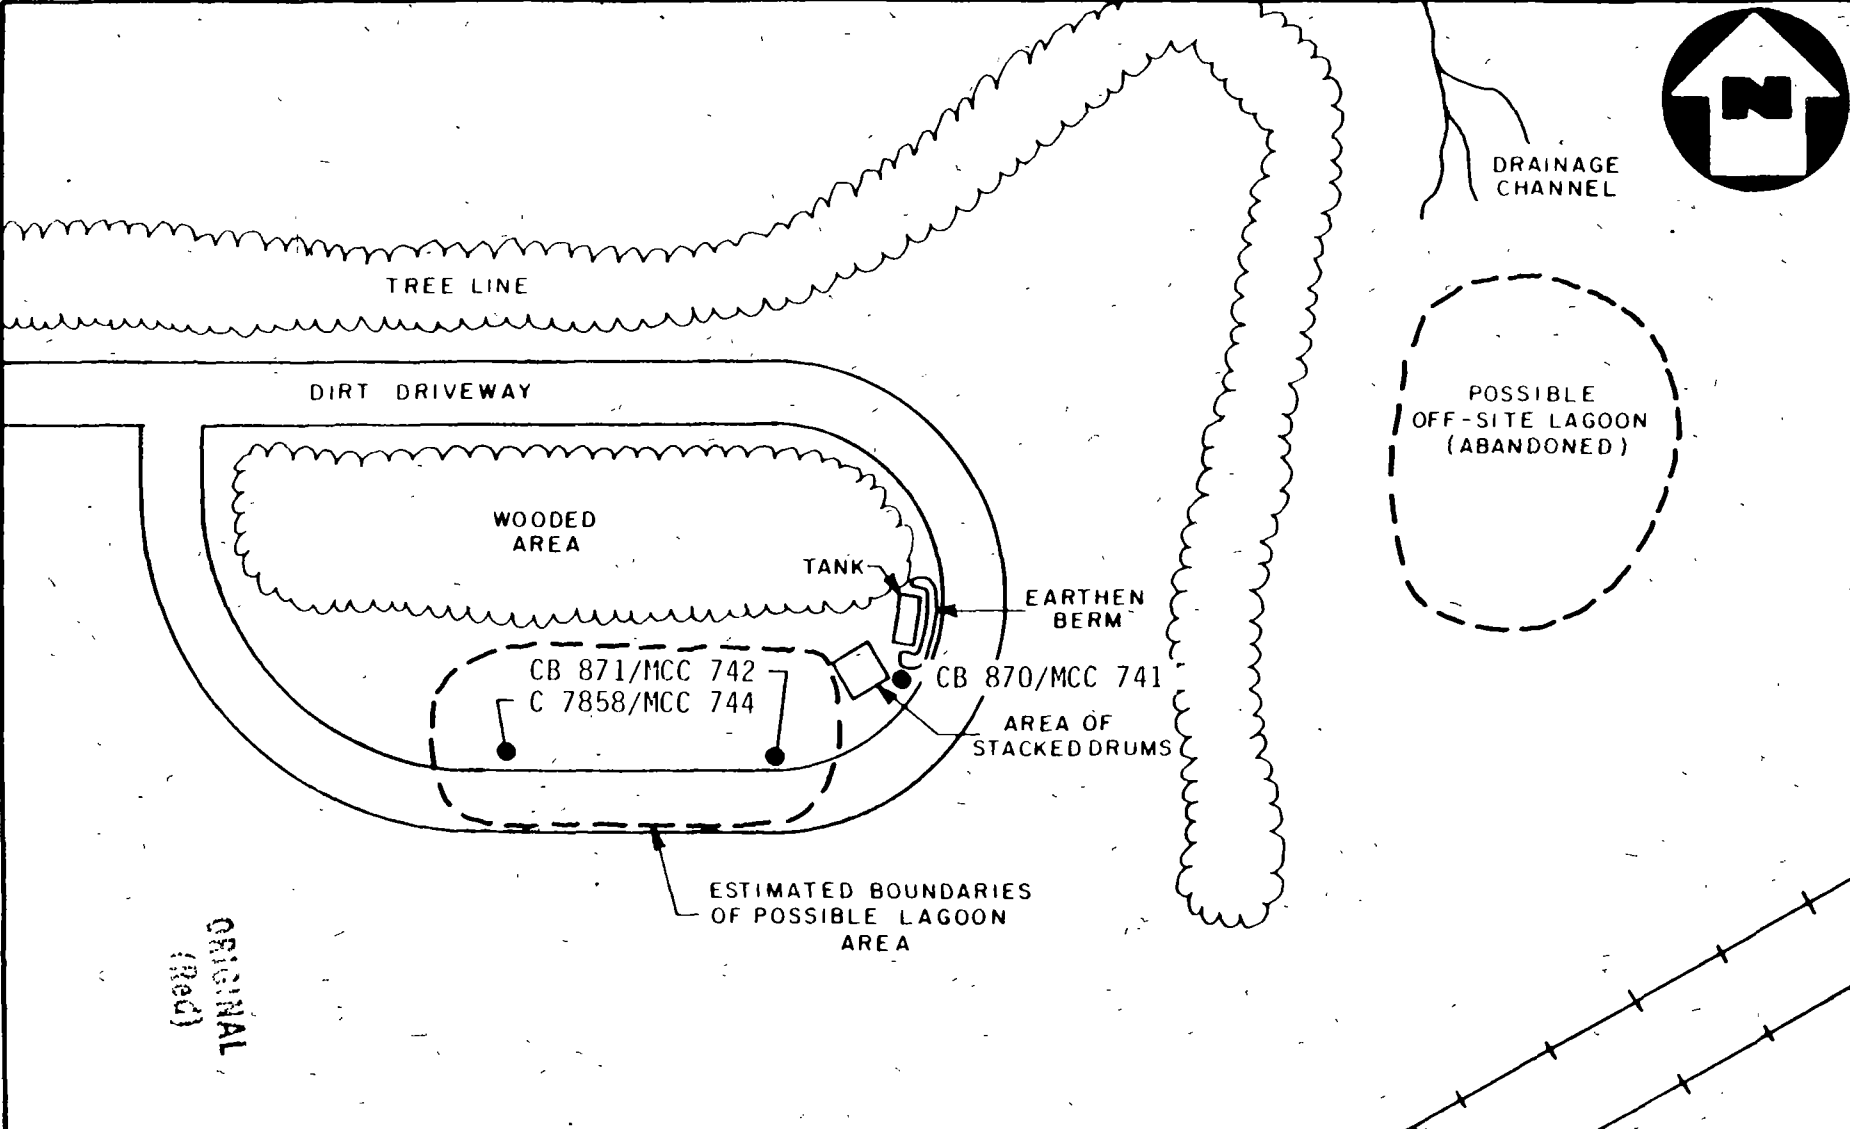 N
DRAINAGE
CHANNEL
TREE LINE
DIRT DRIVEWAY
POSSIBLE
OFF-SITE LAGOON
(ABANDONED)
WOODED
AREA
TANK
EARTHEN
BERM
CB 871/MCC 742
C 7858/MCC 744
CB 870/MCC 741
AREA OF
STACKED DRUMS
ESTIMATED BOUNDARIES
OF POSSIBLE LAGOON
AREA
ORIGINAL
(Red)